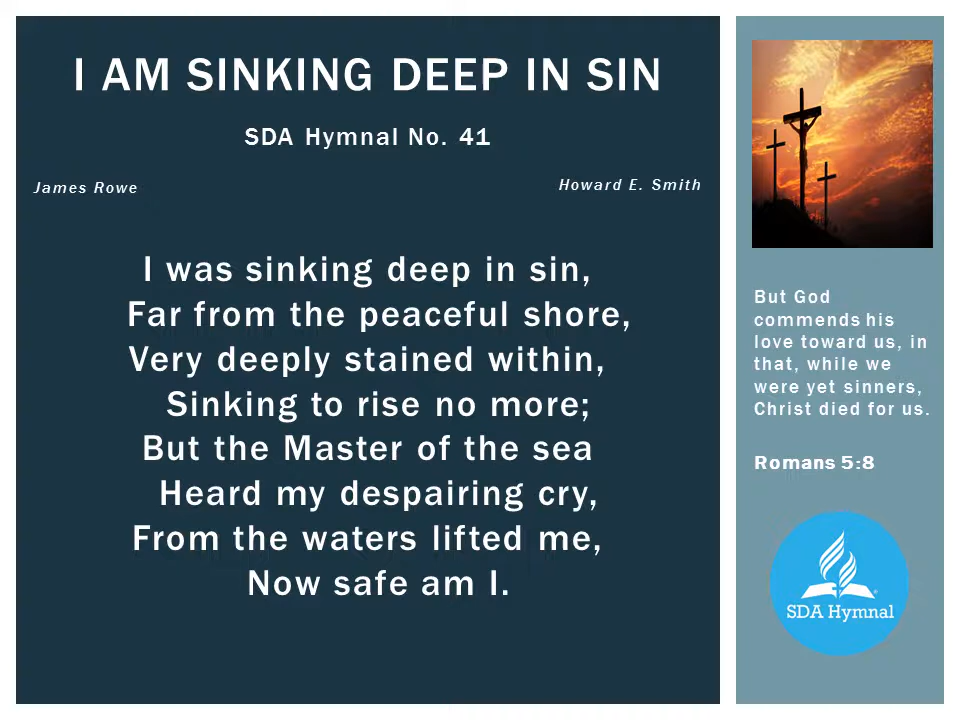 I AM SINKING DEEP IN SIN
SDA Hymnal No. 41
James Rowe
Howard E. Smith
I was sinking deep in sin,
Far from the peaceful shore,
Very deeply stained within,
Sinking to rise no more;
But the Master of the sea
Heard my despairing cry,
From the waters lifted me,
Now safe am I.
But God
commends his
love toward us, in
that, while we
were yet sinners,
Christ died for us.
Romans 5:8
SDA Hymnal